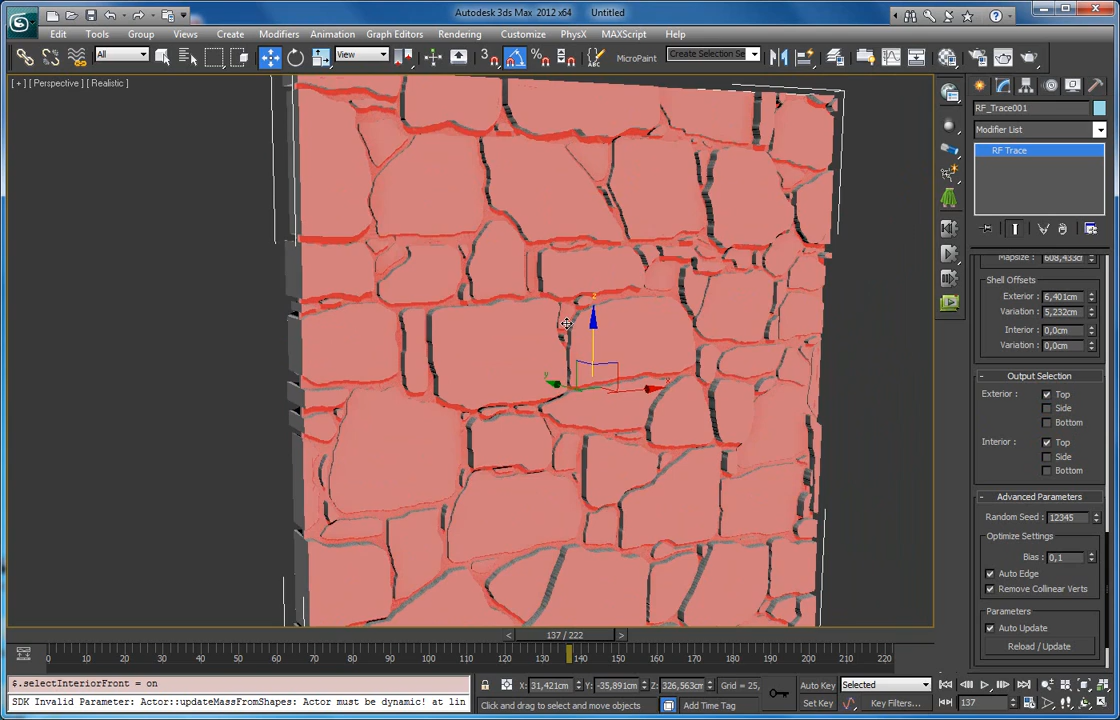 Autodesk 3ds Max 2012 x64 Untitled
Edit Tools Group Views Create Modifiers Animation Graph Editors Rendering Customize PhysX MAXScript Help
All View MicroPaint Create Selection Se
[ + ] [ Perspective ] [ Realistic ]
RF_Trace001
Modifier List
RF Trace
Mapsize: 608,433c
Shell Offsets
Exterior : 6,401cm
Variation : 5,232cm
Interior : 0,0cm
Variation : 0,0cm
Output Selection
Exterior : Top
Side
Bottom
Interior : Top
Side
Bottom
Advanced Parameters
Random Seed : 12345
Optimize Settings
Bias : 0,1
Auto Edge
Remove Collinear Verts
Parameters
Auto Update
Reload / Update
z
y
x
< 137 / 222 >
0 10 20 30 40 50 60 70 80 90 100 110 120 130 140 150 160 170 180 190 200 210 220
$.selectInteriorFront = on
SDK Invalid Parameter: Actor::updateMassFromShapes: Actor must be dynamic! at lin
X: 31,421cm Y: -35,891cm Z: 326,563cm Grid = 25,
Click and drag to select and move objects
Add Time Tag
Auto Key Selected
Set Key Key Filters...
137